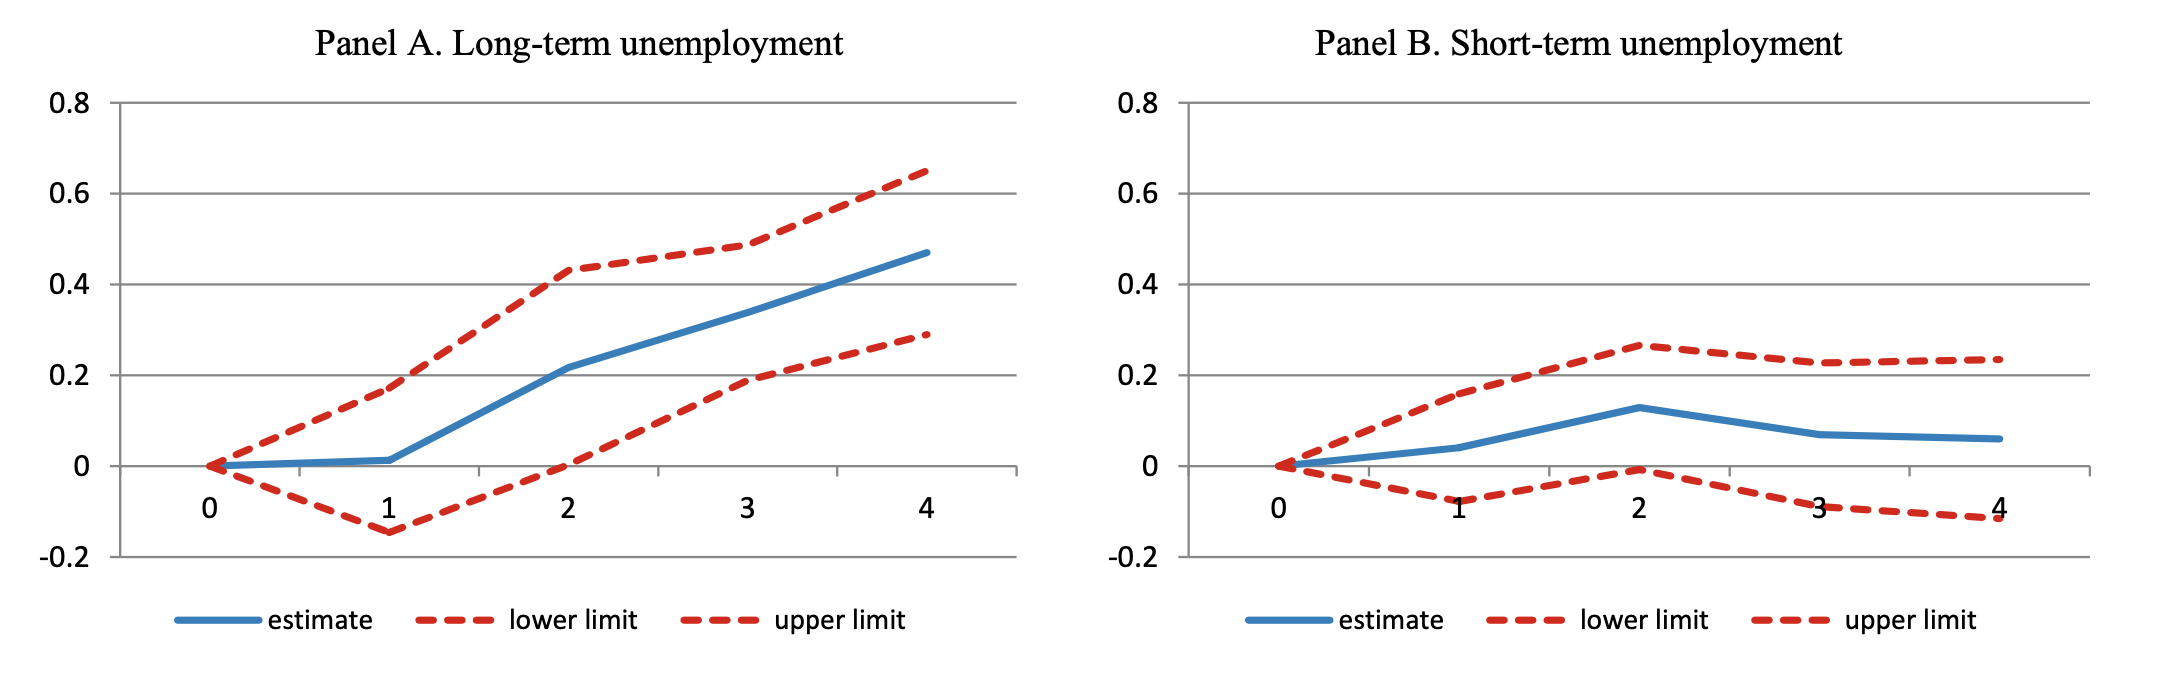 Panel A. Long-term unemployment
0.8
0.6
0.4
0.2
0
-0.2
0 1 2 3 4
estimate lower limit upper limit
Panel B. Short-term unemployment
0.8
0.6
0.4
0.2
0
-0.2
0 1 2 3 4
estimate lower limit upper limit